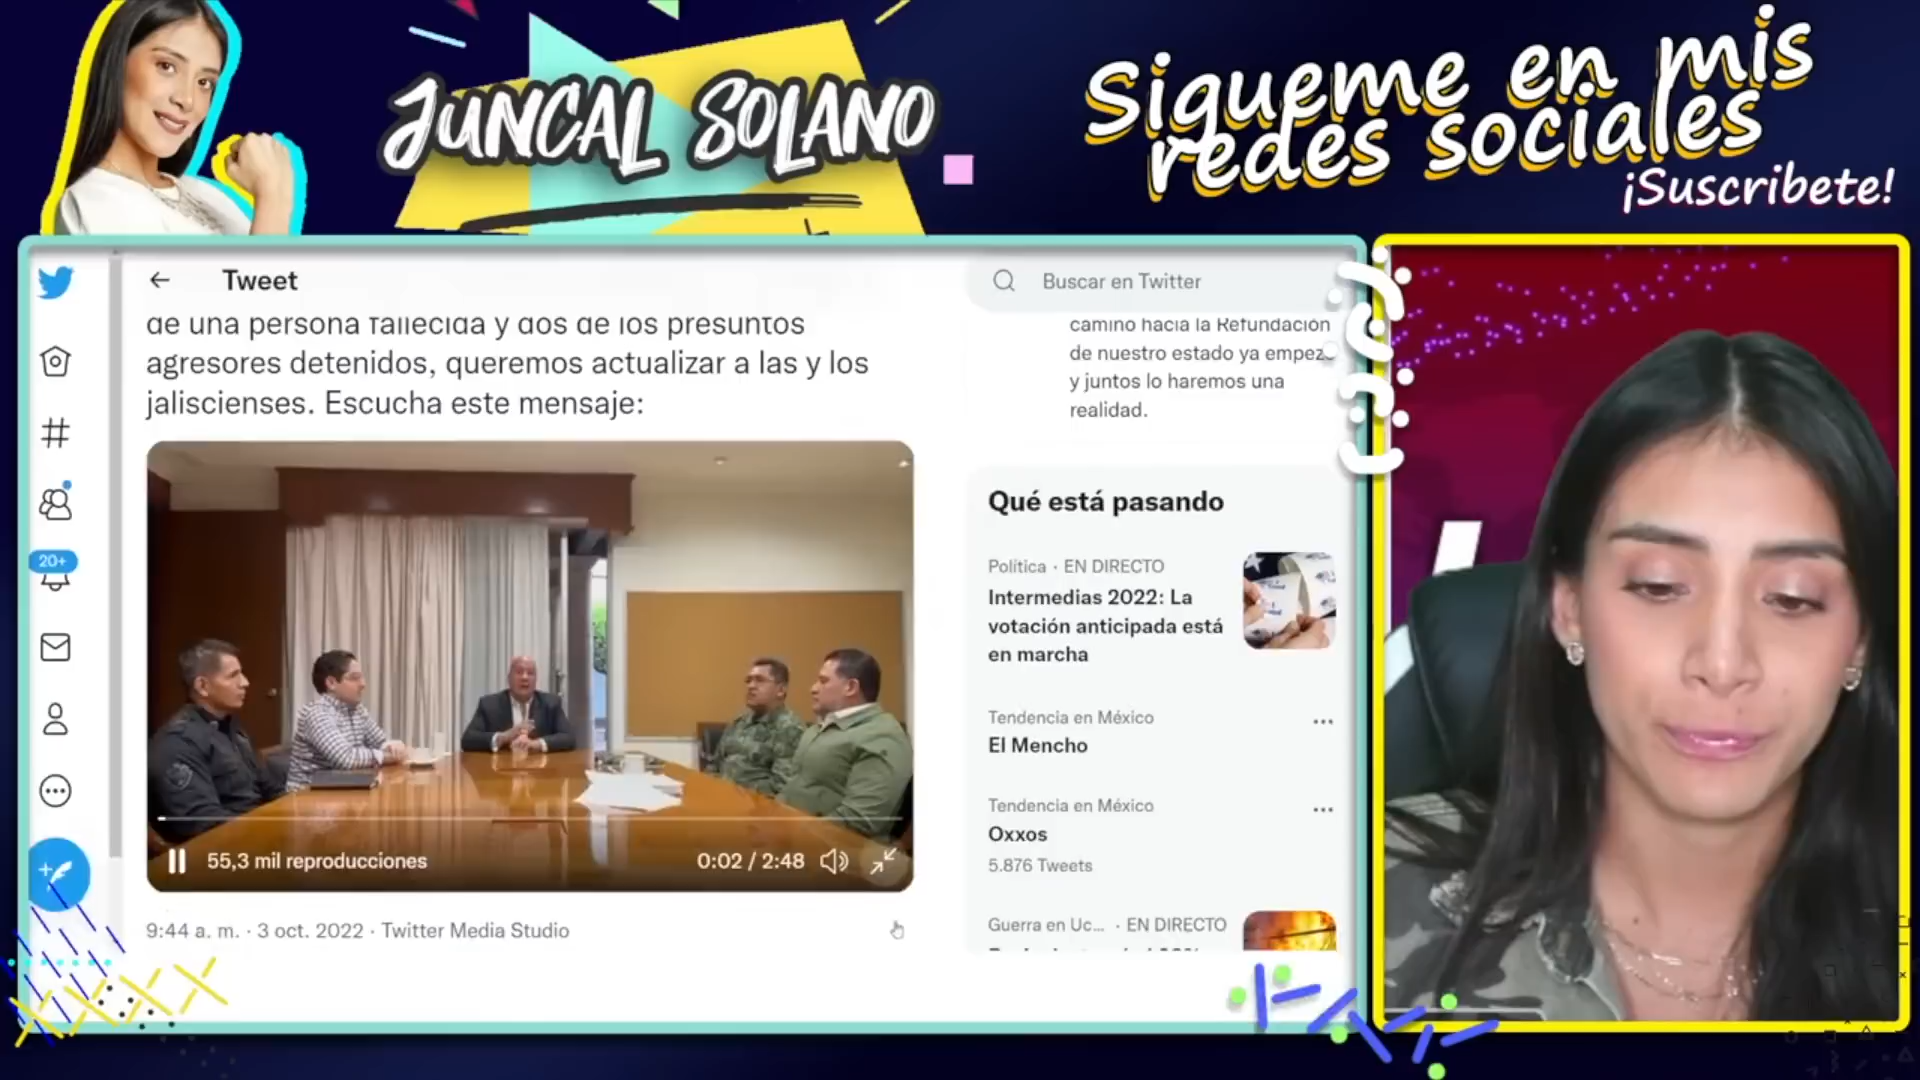 JUNCAL SOLANO
Sigueme en mis
redes sociales
¡Suscribete!
Tweet
Buscar en Twitter
de una persona fallecida y dos de los presuntos
agresores detenidos, queremos actualizar a las y los
jaliscienses. Escucha este mensaje:
20+
55,3 mil reproducciones
0:02 / 2:48
9:44 a. m. · 3 oct. 2022 · Twitter Media Studio
camino hacia la Refundación
de nuestro estado ya empezó
y juntos lo haremos una
realidad.
Qué está pasando
Política · EN DIRECTO
Intermedias 2022: La
votación anticipada está
en marcha
Tendencia en México
El Mencho
Tendencia en México
Oxxos
5.876 Tweets
Guerra en Uc... · EN DIRECTO